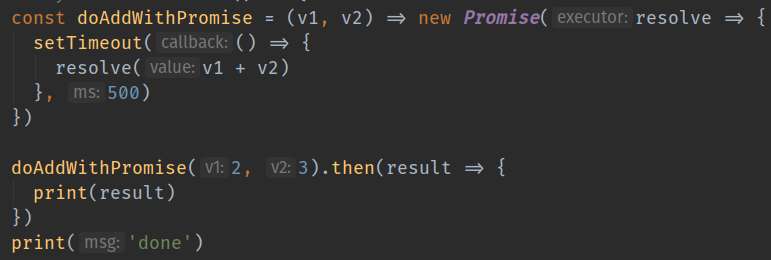 const doAddWithPromise = (v1, v2) => new Promise( executor: resolve => {
  setTimeout( callback: () => {
    resolve( value: v1 + v2)
  }, ms: 500)
})

doAddWithPromise( v1: 2, v2: 3).then(result => {
  print(result)
})
print( msg: 'done')